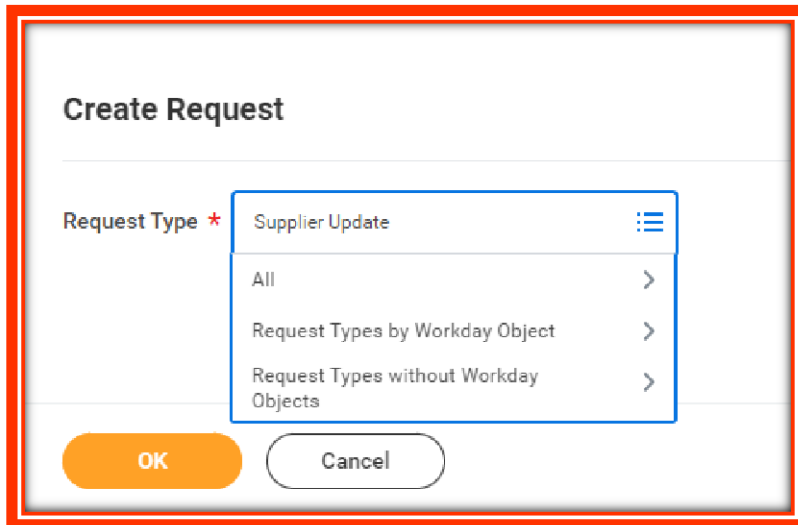 Create Request
Request Type * Supplier Update
All
Request Types by Workday Object
Request Types without Workday
Objects
OK Cancel